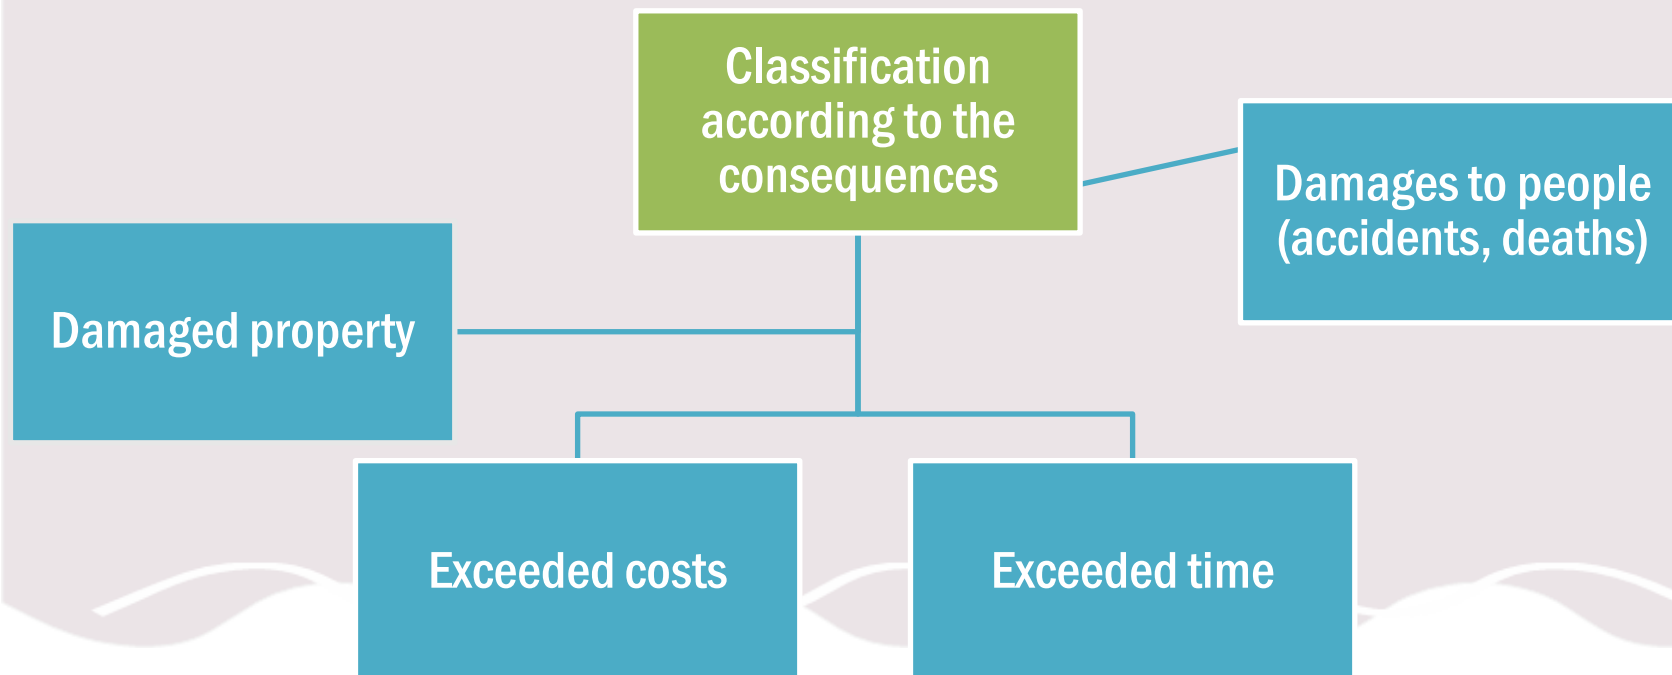 Classification
according to the
consequences
Damages to people
(accidents, deaths)
Damaged property
Exceeded costs
Exceeded time